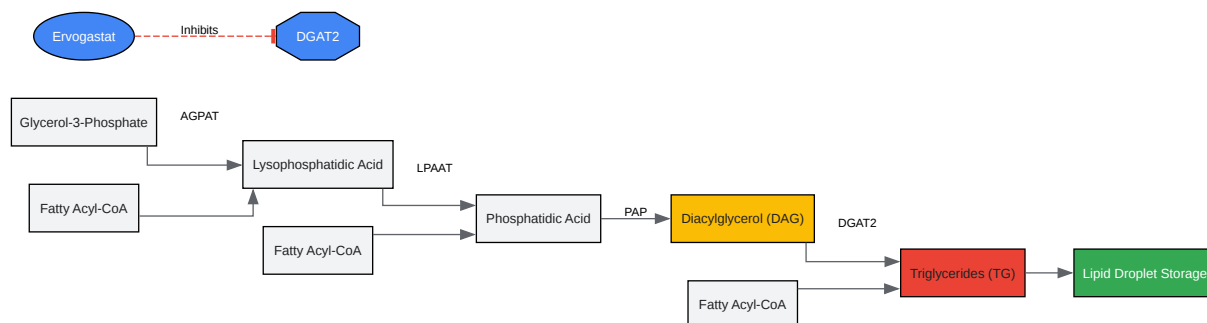 Ervogastat
Inhibits
DGAT2
Glycerol-3-Phosphate
AGPAT
Lysophosphatidic Acid
LPAAT
Fatty Acyl-CoA
Phosphatidic Acid
PAP
Diacylglycerol (DAG)
DGAT2
Fatty Acyl-CoA
Triglycerides (TG)
Lipid Droplet Storage
Fatty Acyl-CoA